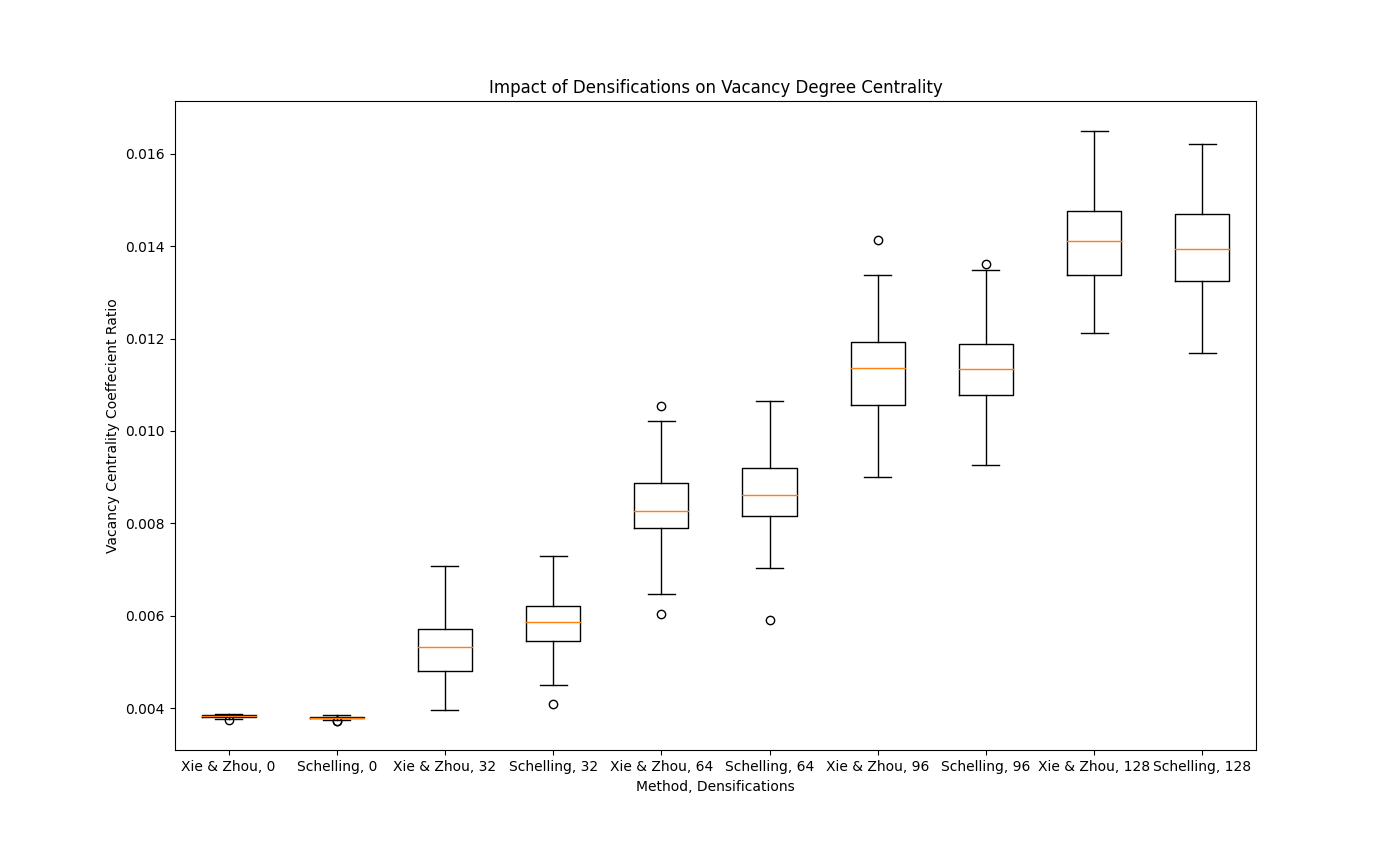 Impact of Densifications on Vacancy Degree Centrality
Vacancy Centrality Coeffecient Ratio
0.016
0.014
0.012
0.010
0.008
0.006
0.004
Xie & Zhou, 0 Schelling, 0 Xie & Zhou, 32 Schelling, 32 Xie & Zhou, 64 Schelling, 64 Xie & Zhou, 96 Schelling, 96 Xie & Zhou, 128 Schelling, 128
Method, Densifications